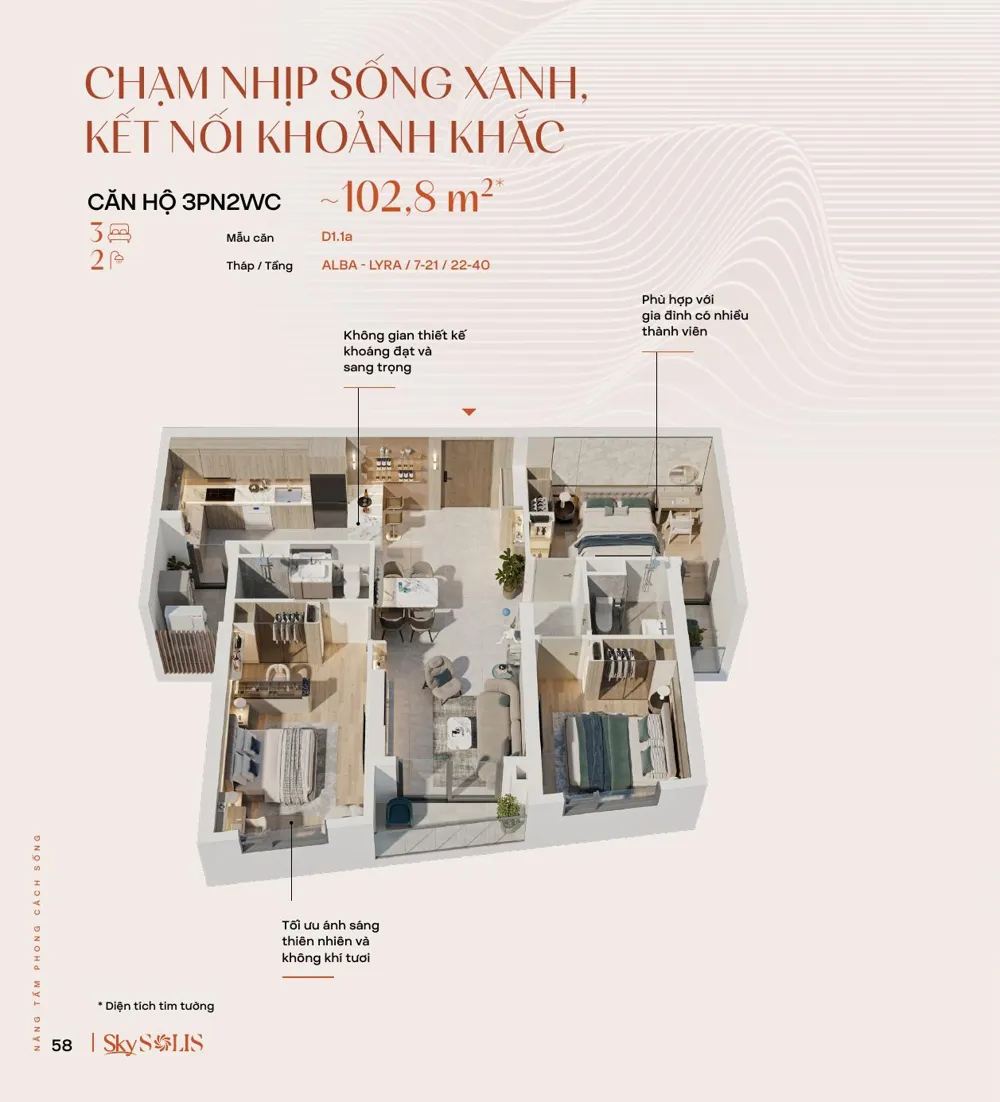 CHẠM NHỊP SỐNG XANH,
KẾT NỐI KHOẢNH KHẮC
CĂN HỘ 3PN2WC
~102,8 m²*
3
2
Mẫu căn D1.1a
Tháp / Tầng ALBA - LYRA / 7-21 / 22-40
Phù hợp với
gia đình có nhiều
thành viên
Không gian thiết kế
khoáng đạt và
sang trọng
Tối ưu ánh sáng
thiên nhiên và
không khí tươi
* Diện tích tim tường
NÂNG TẦM PHONG CÁCH SỐNG
58 | Sky SOLIS